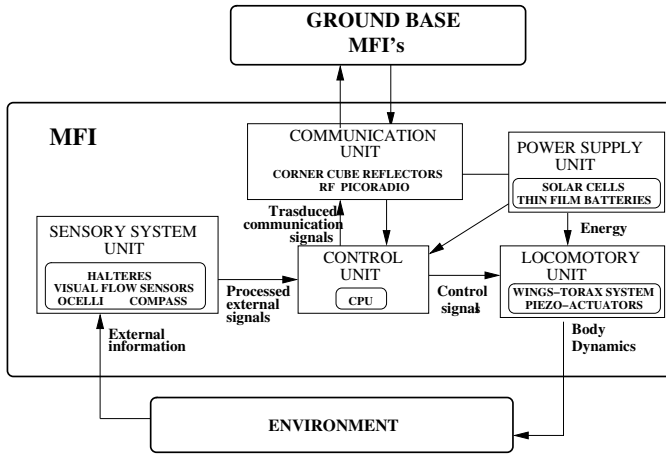 GROUND BASE
MFI's
MFI
COMMUNICATION
UNIT
CORNER CUBE REFLECTORS
RF PICORADIO
POWER SUPPLY
UNIT
SOLAR CELLS
THIN FILM BATTERIES
Trasduced
communication
signals
Energy
SENSORY SYSTEM
UNIT
HALTERES
VISUAL FLOW SENSORS
OCELLI COMPASS
Processed
external
signals
CONTROL
UNIT
CPU
Control
signals
LOCOMOTORY
UNIT
WINGS-TORAX SYSTEM
PIEZO-ACTUATORS
External
information
Body
Dynamics
ENVIRONMENT